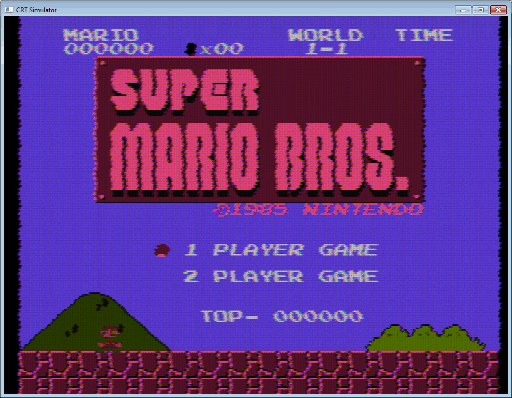 CRT Simulator
MARIO WORLD TIME
000000 x00 1-1
SUPER
MARIO BROS.
©1985 NINTENDO
1 PLAYER GAME
2 PLAYER GAME
TOP- 000000